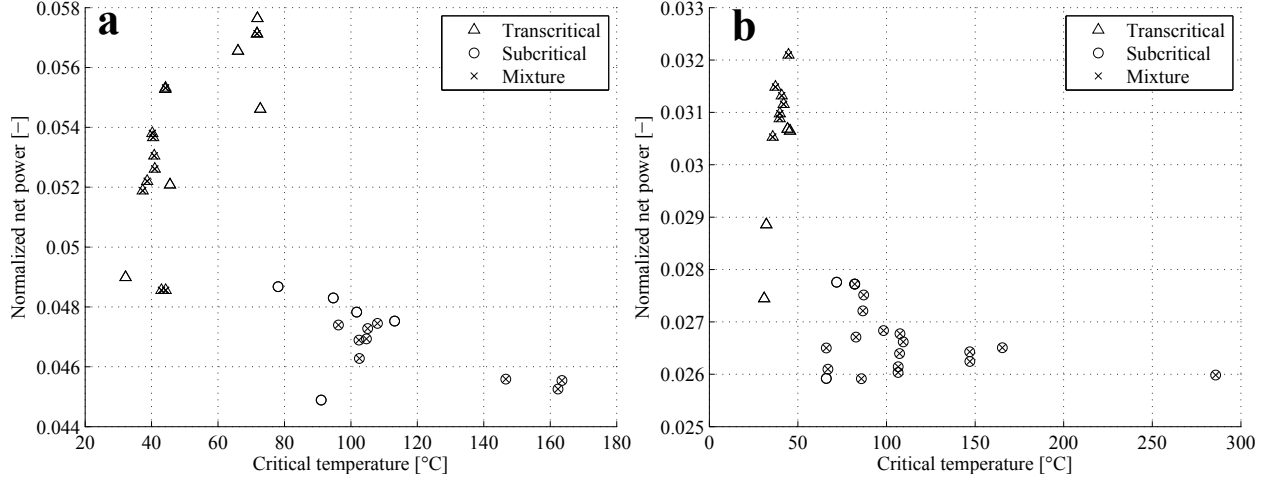 a
Transcritical
Subcritical
Mixture
0.058
0.056
0.054
0.052
0.05
0.048
0.046
0.044
Normalized net power [−]
20 40 60 80 100 120 140 160 180
Critical temperature [°C]
b
Transcritical
Subcritical
Mixture
0.033
0.032
0.031
0.03
0.029
0.028
0.027
0.026
0.025
Normalized net power [−]
0 50 100 150 200 250 300
Critical temperature [°C]